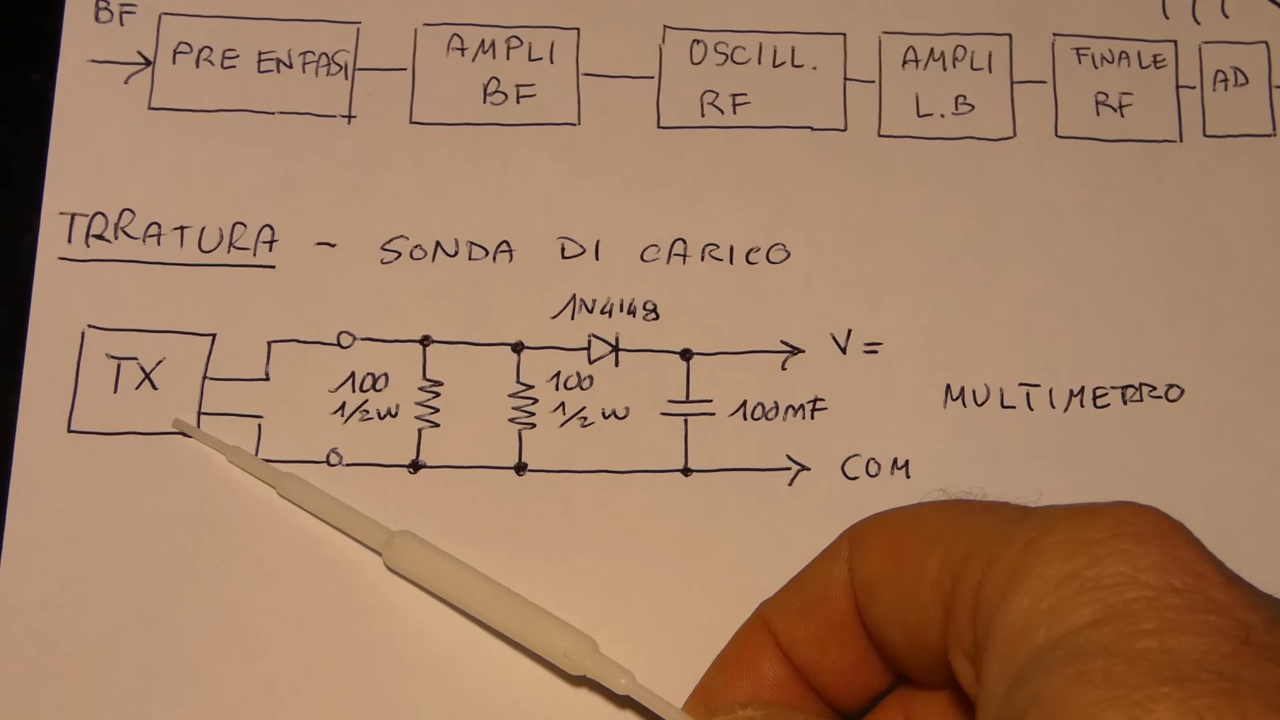 BF
PRE ENFASI
AMPLI
BF
OSCILL.
RF
AMPLI
L.B
FINALE
RF
AD
TARATURA - SONDA DI CARICO
1N4148
TX
100
1/2W
100
1/2W
100mF
V=
MULTIMETRO
COM